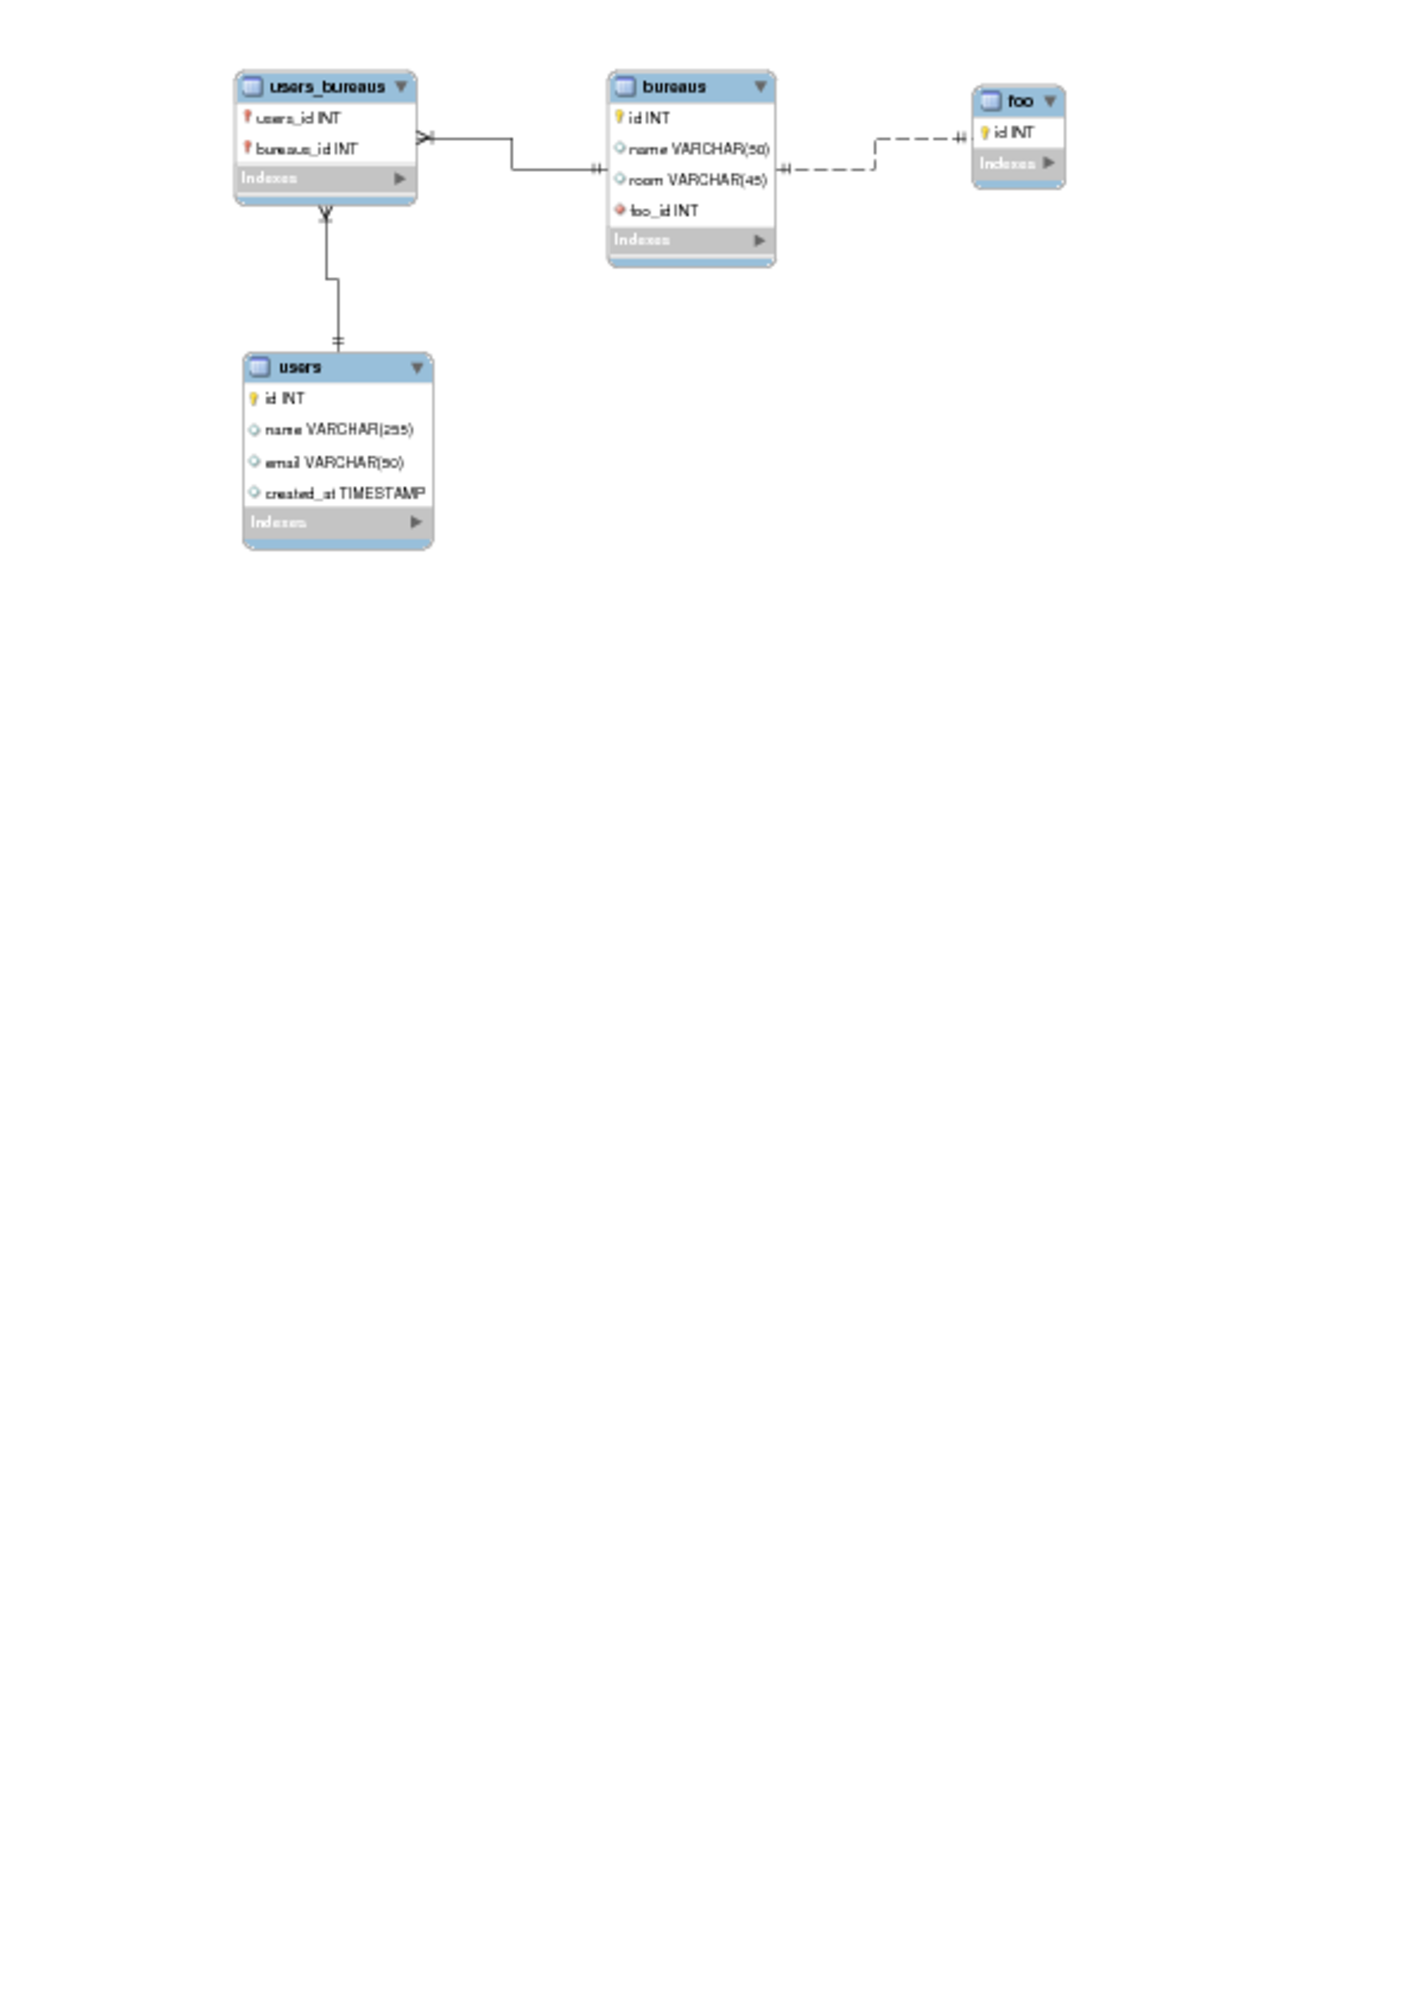 users_bureaus
users_id INT
bureaus_id INT
Indexes
bureaus
id INT
name VARCHAR(50)
room VARCHAR(45)
foo_id INT
Indexes
foo
id INT
Indexes
users
id INT
name VARCHAR(255)
email VARCHAR(50)
created_at TIMESTAMP
Indexes